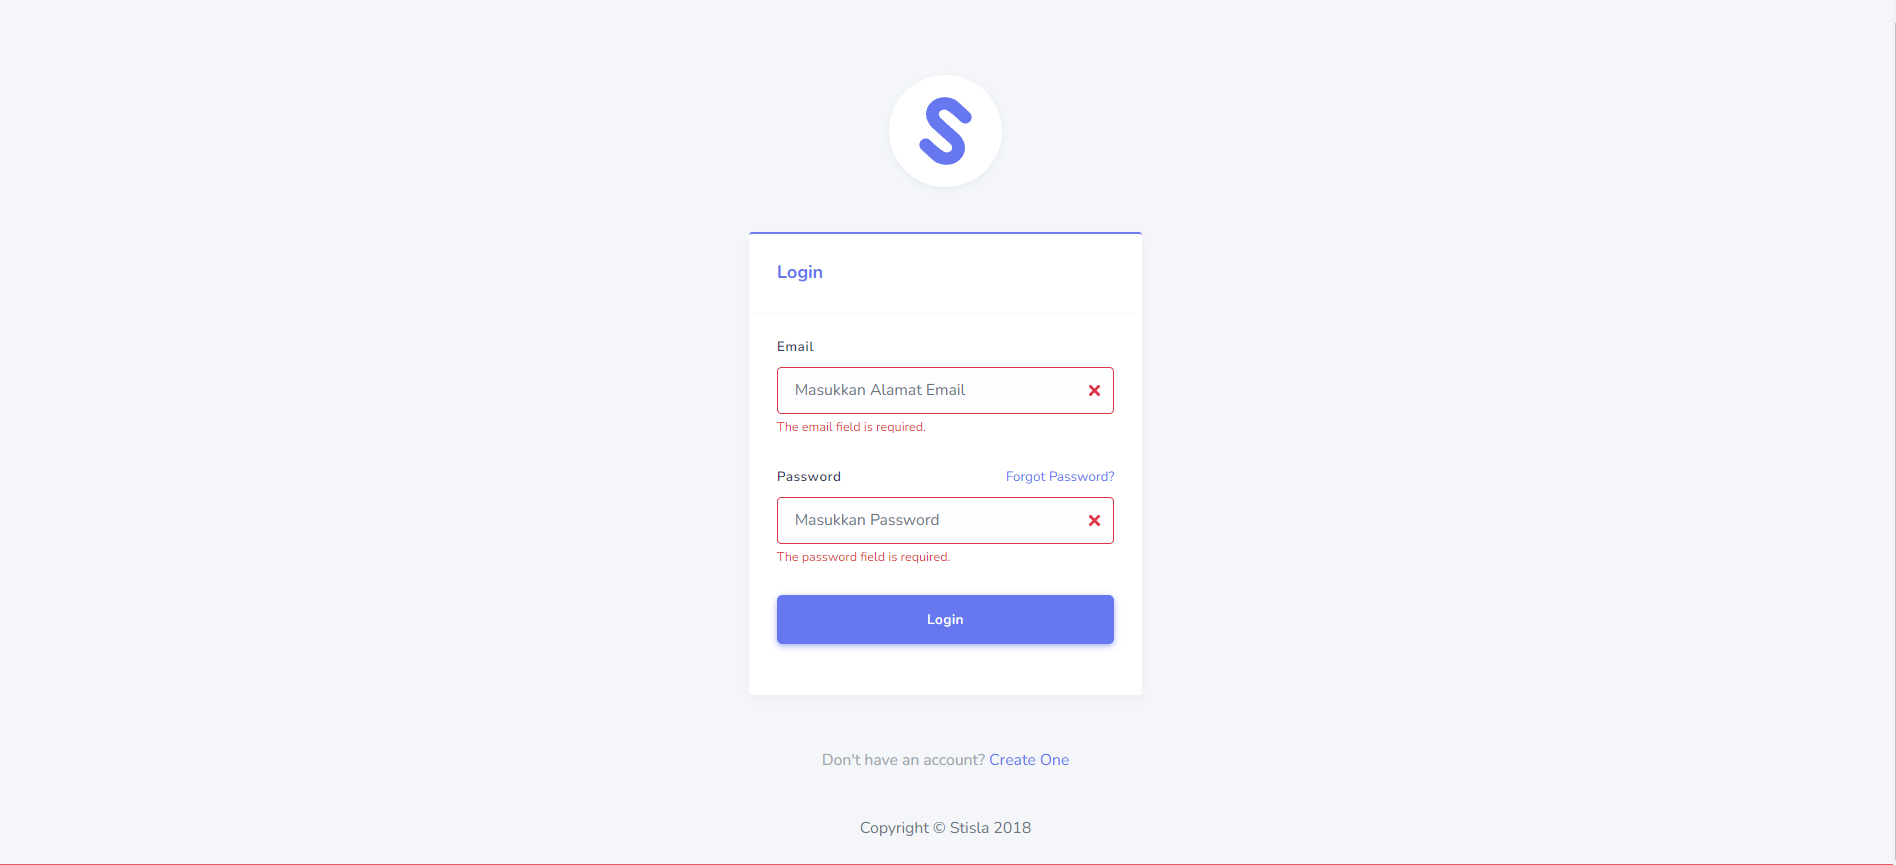 Login
Email
Masukkan Alamat Email
The email field is required.
Password Forgot Password?
Masukkan Password
The password field is required.
Login
Don't have an account? Create One
Copyright © Stisla 2018